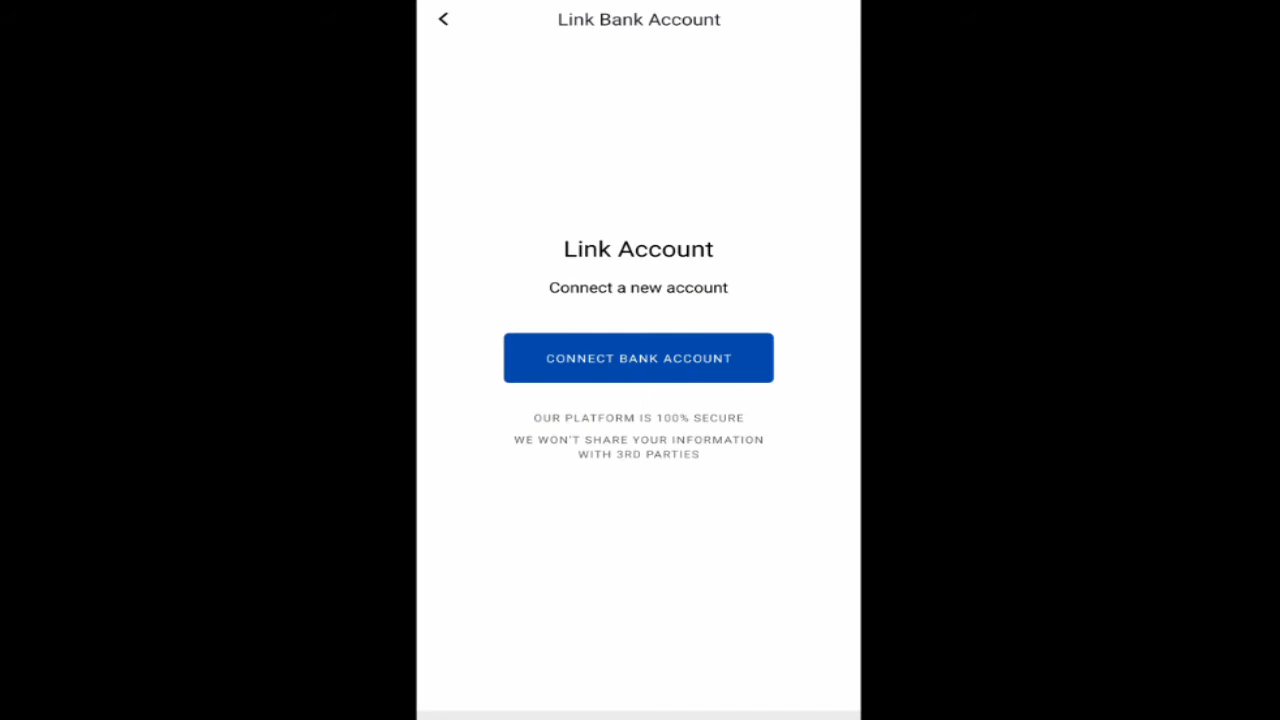 Link Bank Account
Link Account
Connect a new account
CONNECT BANK ACCOUNT
OUR PLATFORM IS 100% SECURE
WE WON'T SHARE YOUR INFORMATION
WITH 3RD PARTIES